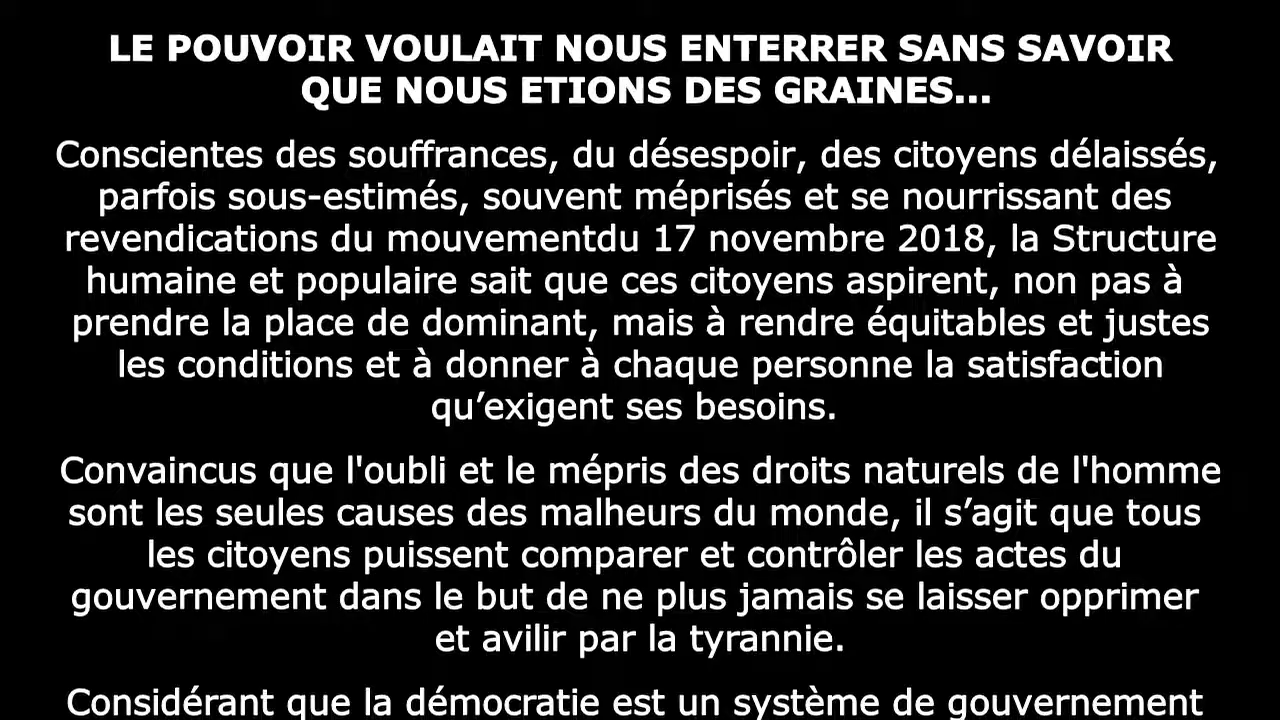 LE POUVOIR VOULAIT NOUS ENTERRER SANS SAVOIR
QUE NOUS ETIONS DES GRAINES...
Conscientes des souffrances, du désespoir, des citoyens délaissés,
parfois sous-estimés, souvent méprisés et se nourrissant des
revendications du mouvementdu 17 novembre 2018, la Structure
humaine et populaire sait que ces citoyens aspirent, non pas à
prendre la place de dominant, mais à rendre équitables et justes
les conditions et à donner à chaque personne la satisfaction
qu’exigent ses besoins.
Convaincus que l'oubli et le mépris des droits naturels de l'homme
sont les seules causes des malheurs du monde, il s’agit que tous
les citoyens puissent comparer et contrôler les actes du
gouvernement dans le but de ne plus jamais se laisser opprimer
et avilir par la tyrannie.
Considérant que la démocratie est un système de gouvernement